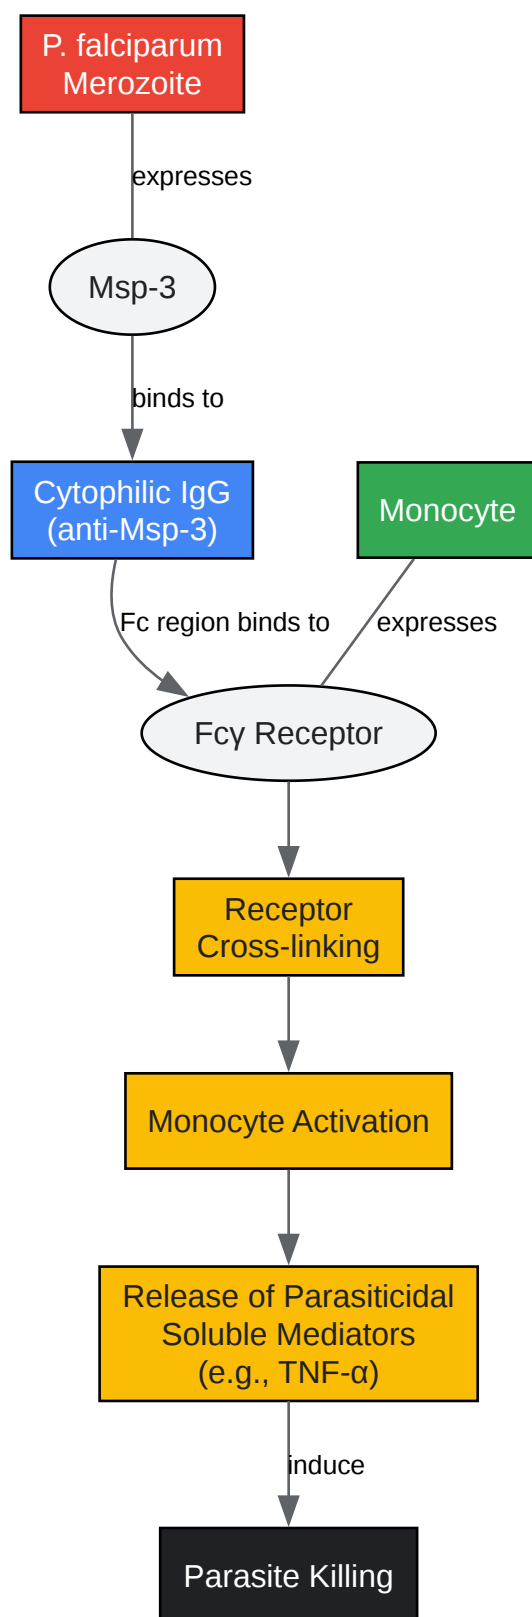 P. falciparum
Merozoite
expresses
Msp-3
binds to
Cytophilic IgG
(anti-Msp-3)
Monocyte
Fc region binds to
expresses
Fcγ Receptor
Receptor
Cross-linking
Monocyte Activation
Release of Parasiticidal
Soluble Mediators
(e.g., TNF-α)
induce
Parasite Killing